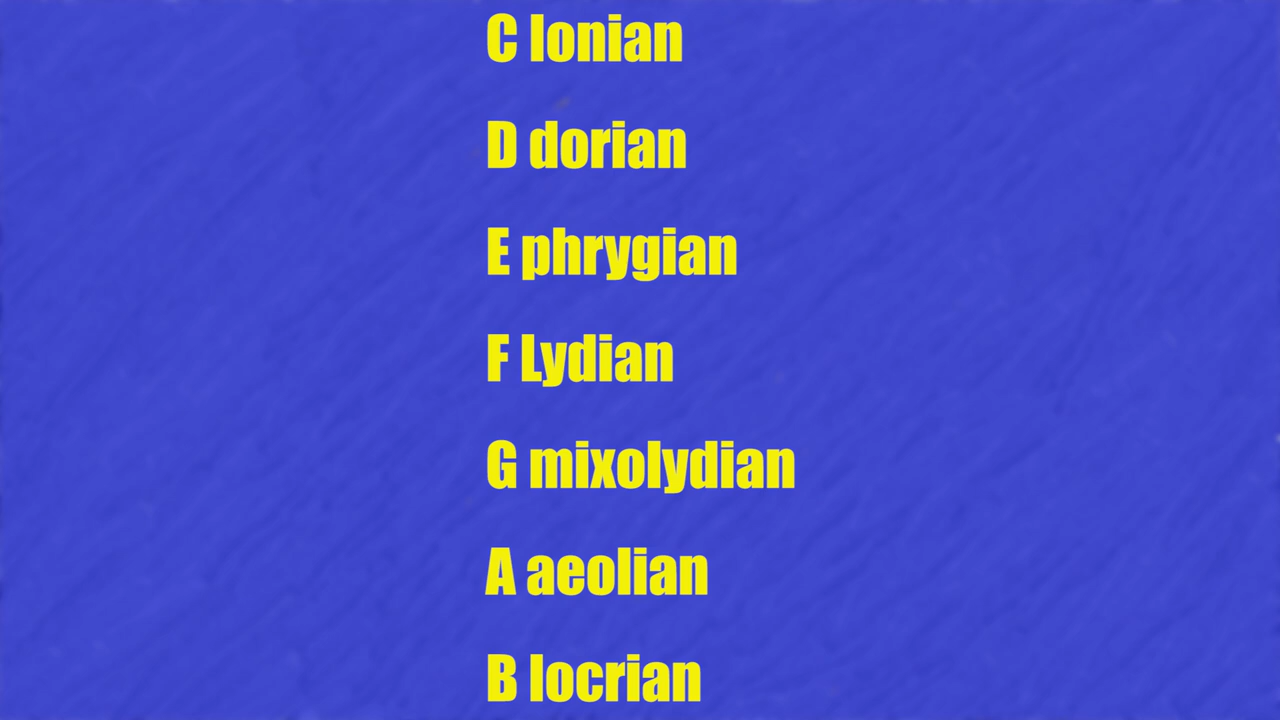 C Ionian
D dorian
E phrygian
F Lydian
G mixolydian
A aeolian
B locrian